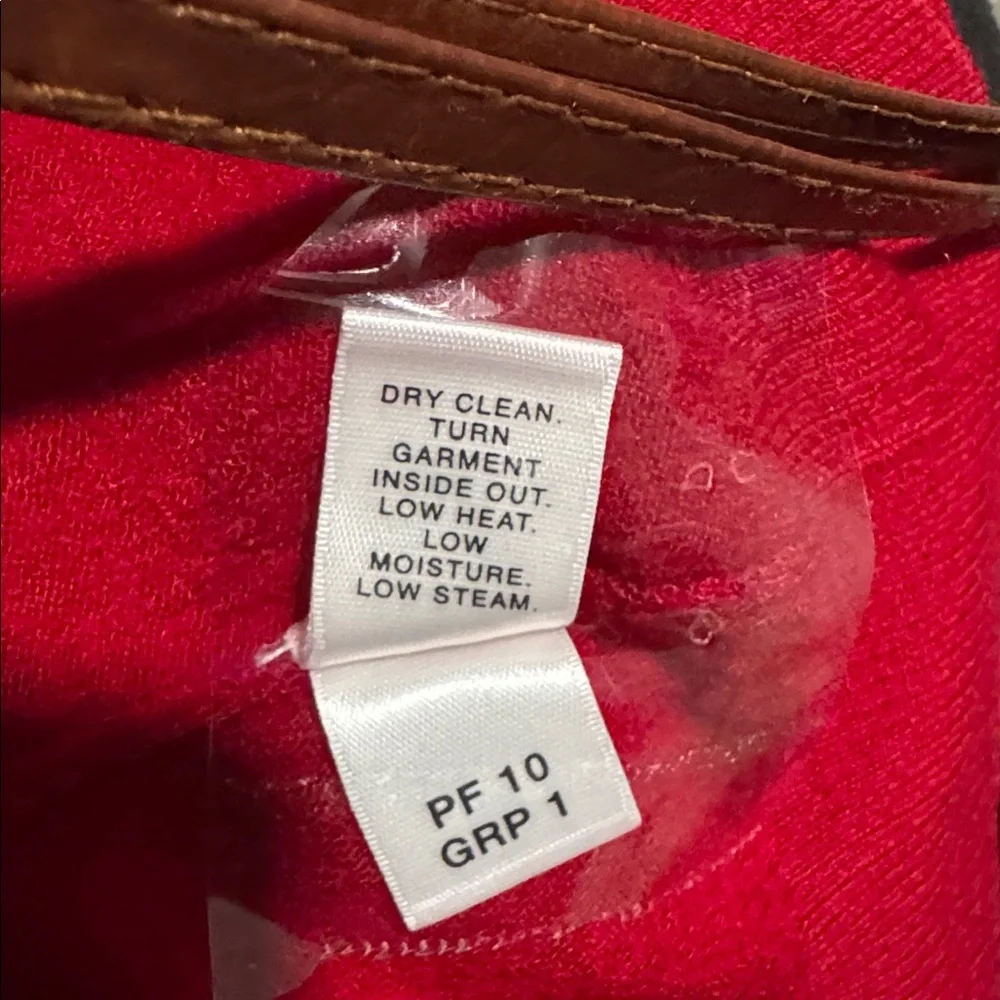 DRY CLEAN.
TURN
GARMENT
INSIDE OUT.
LOW HEAT.
LOW
MOISTURE.
LOW STEAM.
PF 10
GRP 1